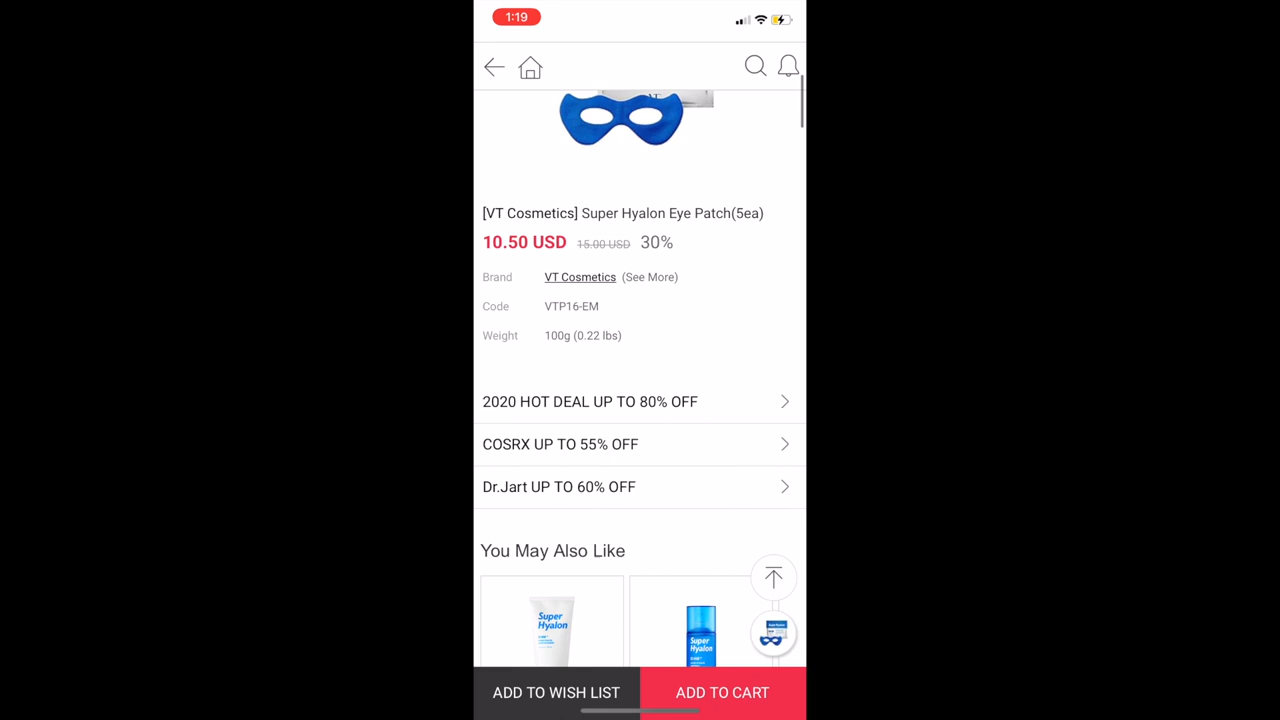 1:19
[VT Cosmetics] Super Hyalon Eye Patch(5ea)
10.50 USD 15.00 USD 30%
Brand VT Cosmetics (See More)
Code VTP16-EM
Weight 100g (0.22 lbs)
2020 HOT DEAL UP TO 80% OFF
COSRX UP TO 55% OFF
Dr.Jart UP TO 60% OFF
You May Also Like
Super
Hyalon
Super
Hyalon
ADD TO WISH LIST ADD TO CART